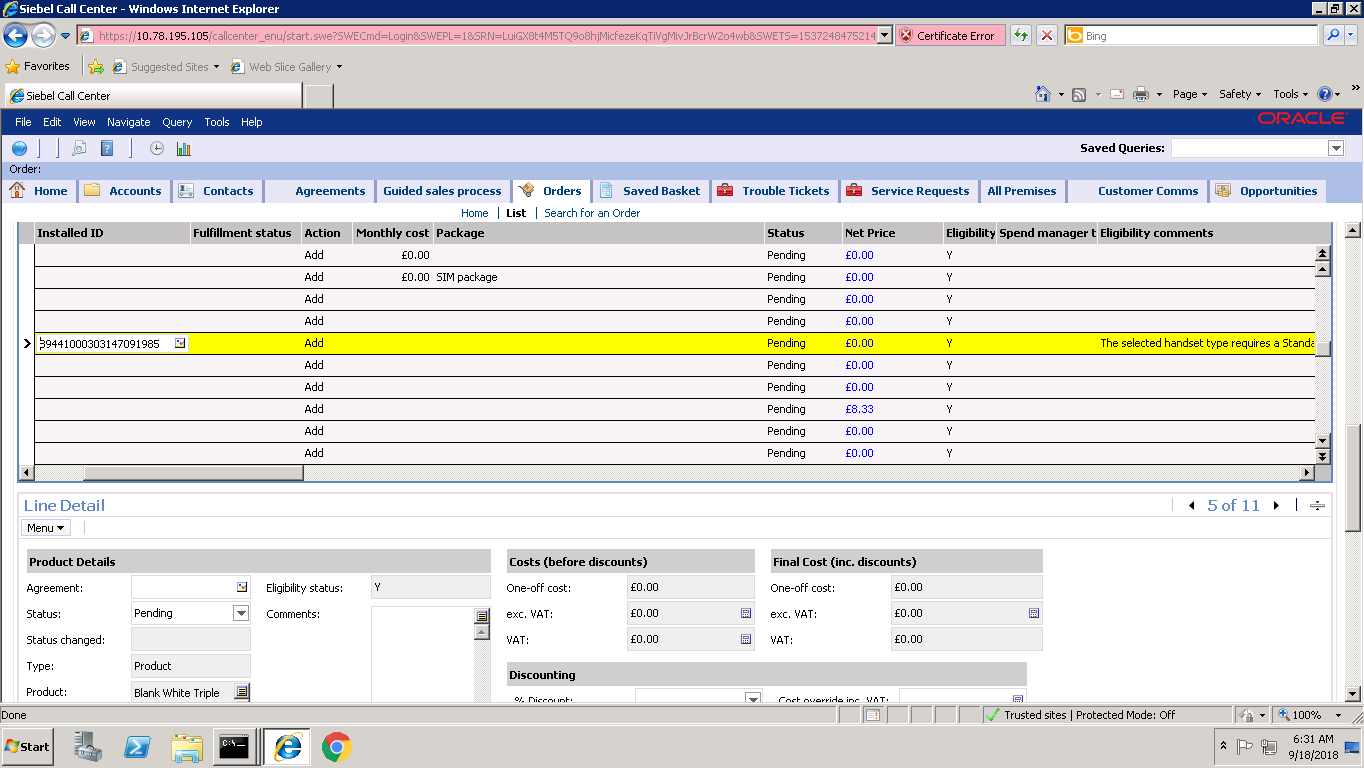 Siebel Call Center - Windows Internet Explorer
https://10.78.195.105/callcenter_enu/start.swe?SWECmd=Login&SWEPL=1&SRN=LuiGX8t4M5TQ9o8hjMicfezeKqTiVgMivJrBcrW2o4wb&SWETS=1537248475214
Certificate Error
Bing
Favorites
Suggested Sites
Web Slice Gallery
Siebel Call Center
Page
Safety
Tools
File Edit View Navigate Query Tools Help
ORACLE
Saved Queries:
Order:
Home Accounts Contacts Agreements Guided sales process Orders Saved Basket Trouble Tickets Service Requests All Premises Customer Comms Opportunities
Home | List | Search for an Order
Installed ID Fulfillment status Action Monthly cost Package Status Net Price Eligibility Spend manager t Eligibility comments
Add £0.00 Pending £0.00 Y
Add £0.00 SIM package Pending £0.00 Y
Add Pending £0.00 Y
Add Pending £0.00 Y
39441000303147091985 Add Pending £0.00 Y The selected handset type requires a Standa
Add Pending £0.00 Y
Add Pending £0.00 Y
Add Pending £8.33 Y
Add Pending £0.00 Y
Add Pending £0.00 Y
Line Detail
5 of 11
Menu
Product Details
Costs (before discounts)
Final Cost (inc. discounts)
Agreement: Eligibility status: Y One-off cost: £0.00 One-off cost: £0.00
Status: Pending Comments: exc. VAT: £0.00 exc. VAT: £0.00
Status changed: VAT: £0.00 VAT: £0.00
Type: Product
Discounting
Product: Blank White Triple
% Discount: Cost override inc. VAT:
Done
Trusted sites | Protected Mode: Off
100%
Start
6:31 AM
9/18/2018